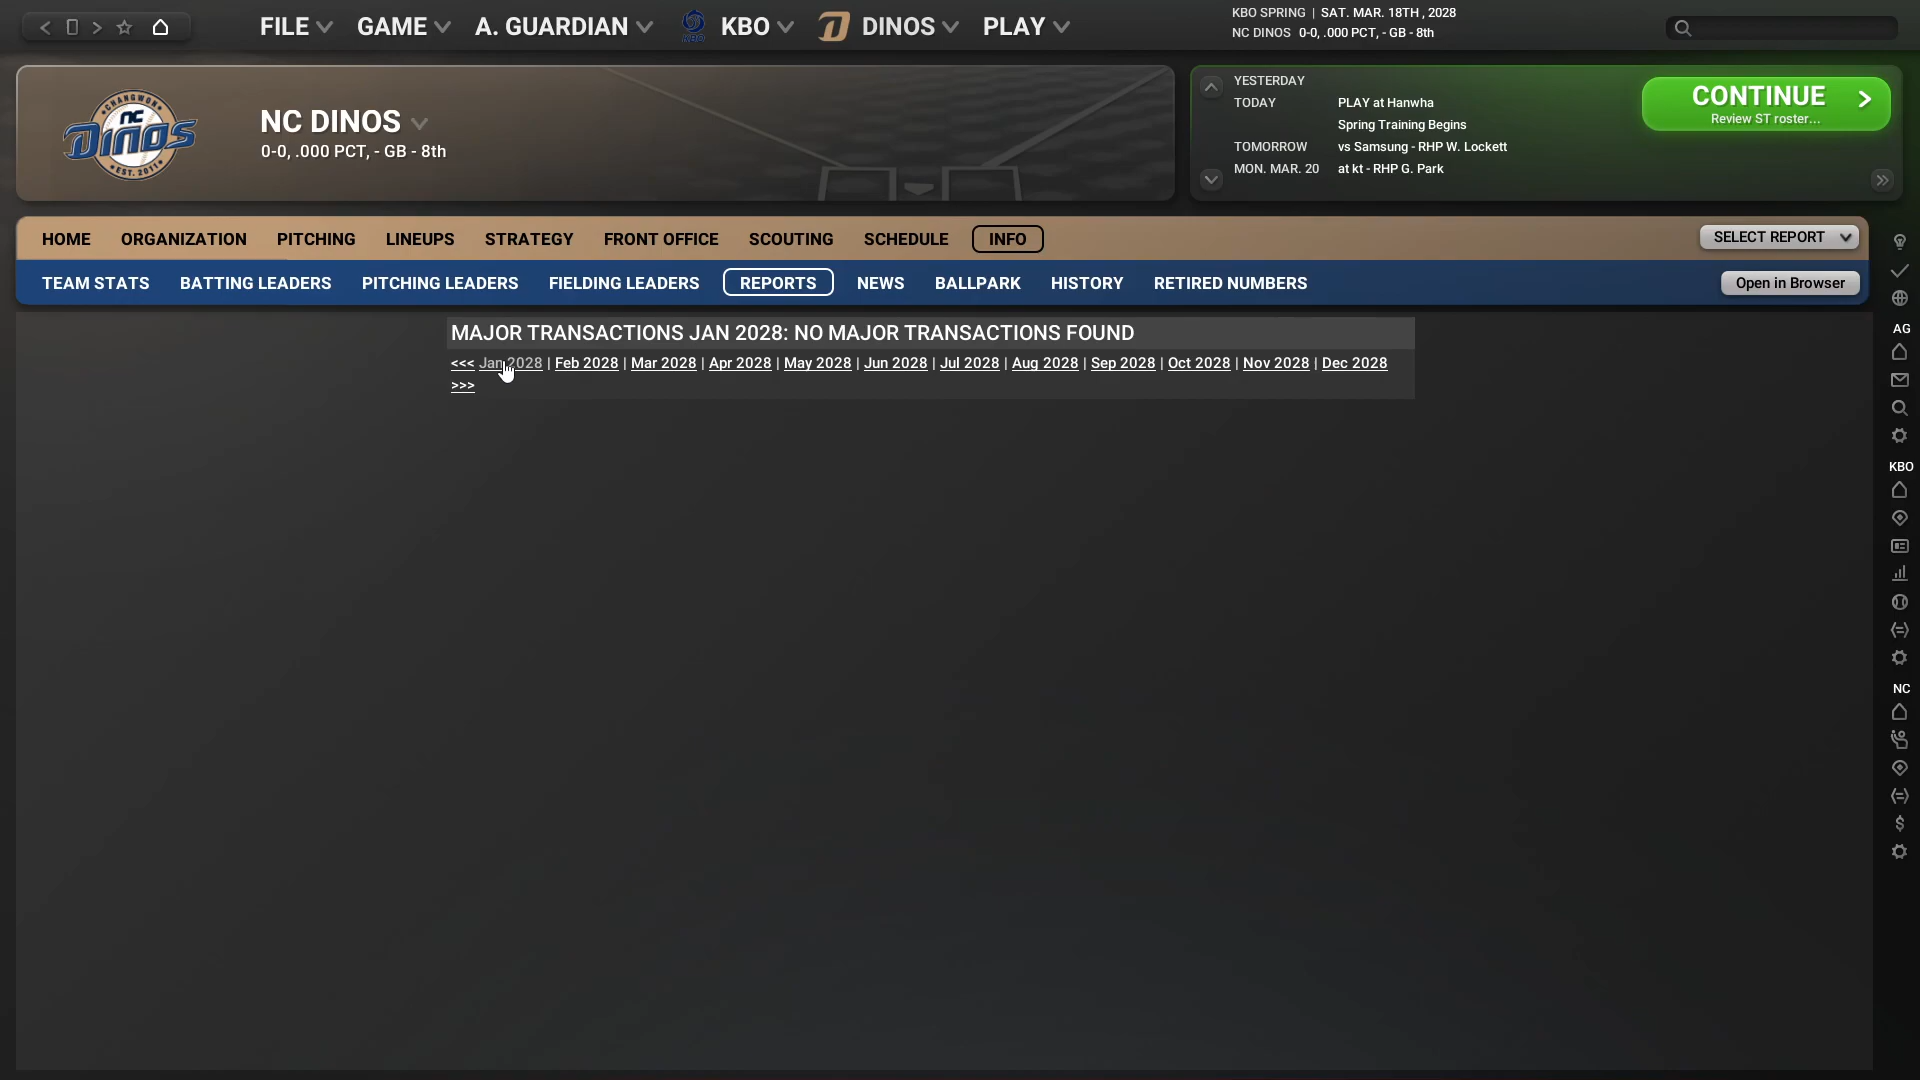 FILE GAME A. GUARDIAN KBO DINOS PLAY
KBO SPRING | SAT. MAR. 18TH , 2028
NC DINOS 0-0, .000 PCT, - GB - 8th
CHANGWON
NC
DINOS
EST. 2011
NC DINOS
0-0, .000 PCT, - GB - 8th
YESTERDAY
TODAY PLAY at Hanwha
Spring Training Begins
TOMORROW vs Samsung - RHP W. Lockett
MON. MAR. 20 at kt - RHP G. Park
CONTINUE
Review ST roster...
HOME ORGANIZATION PITCHING LINEUPS STRATEGY FRONT OFFICE SCOUTING SCHEDULE INFO SELECT REPORT
TEAM STATS BATTING LEADERS PITCHING LEADERS FIELDING LEADERS REPORTS NEWS BALLPARK HISTORY RETIRED NUMBERS Open in Browser
MAJOR TRANSACTIONS JAN 2028: NO MAJOR TRANSACTIONS FOUND
<<< Jan 2028 | Feb 2028 | Mar 2028 | Apr 2028 | May 2028 | Jun 2028 | Jul 2028 | Aug 2028 | Sep 2028 | Oct 2028 | Nov 2028 | Dec 2028
>>>
AG
KBO
NC